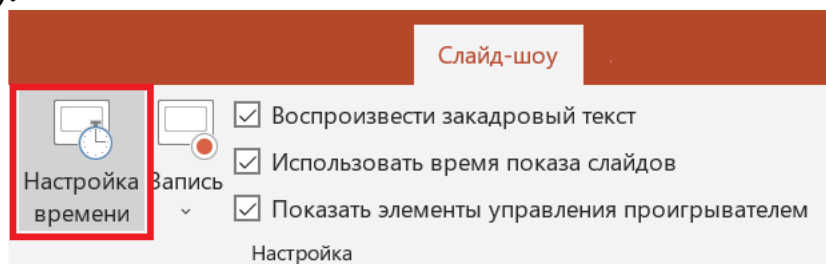 Слайд-шоу
Настройка
времени
Запись
Воспроизвести закадровый текст
Использовать время показа слайдов
Показать элементы управления проигрывателем
Настройка